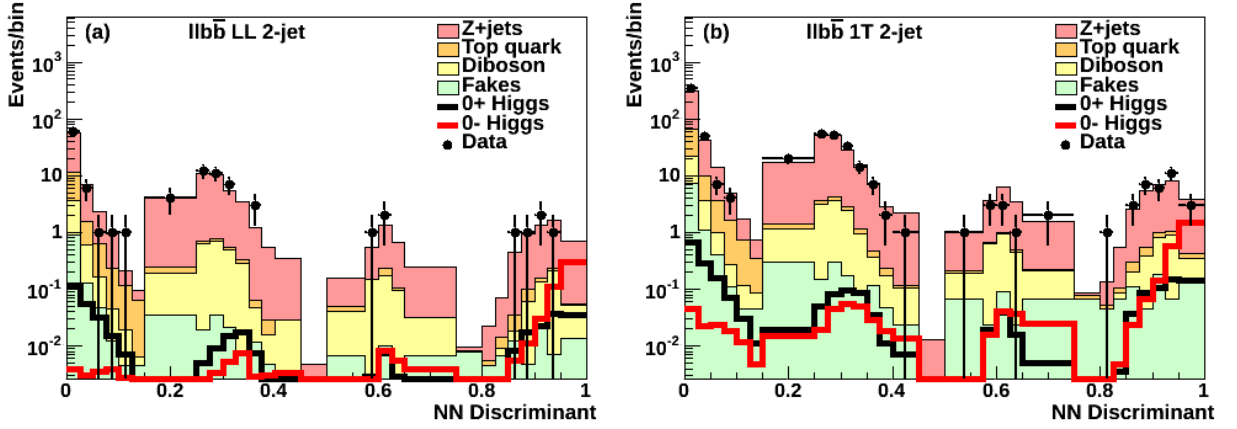 (a) llbb̅ LL 2-jet
Events/bin
10³
10²
10
1
10⁻¹
10⁻²
Z+jets
Top quark
Diboson
Fakes
0+ Higgs
0- Higgs
Data
0 0.2 0.4 0.6 0.8 1
NN Discriminant
(b) llbb̅ 1T 2-jet
Events/bin
10³
10²
10
1
10⁻¹
10⁻²
Z+jets
Top quark
Diboson
Fakes
0+ Higgs
0- Higgs
Data
0 0.2 0.4 0.6 0.8 1
NN Discriminant